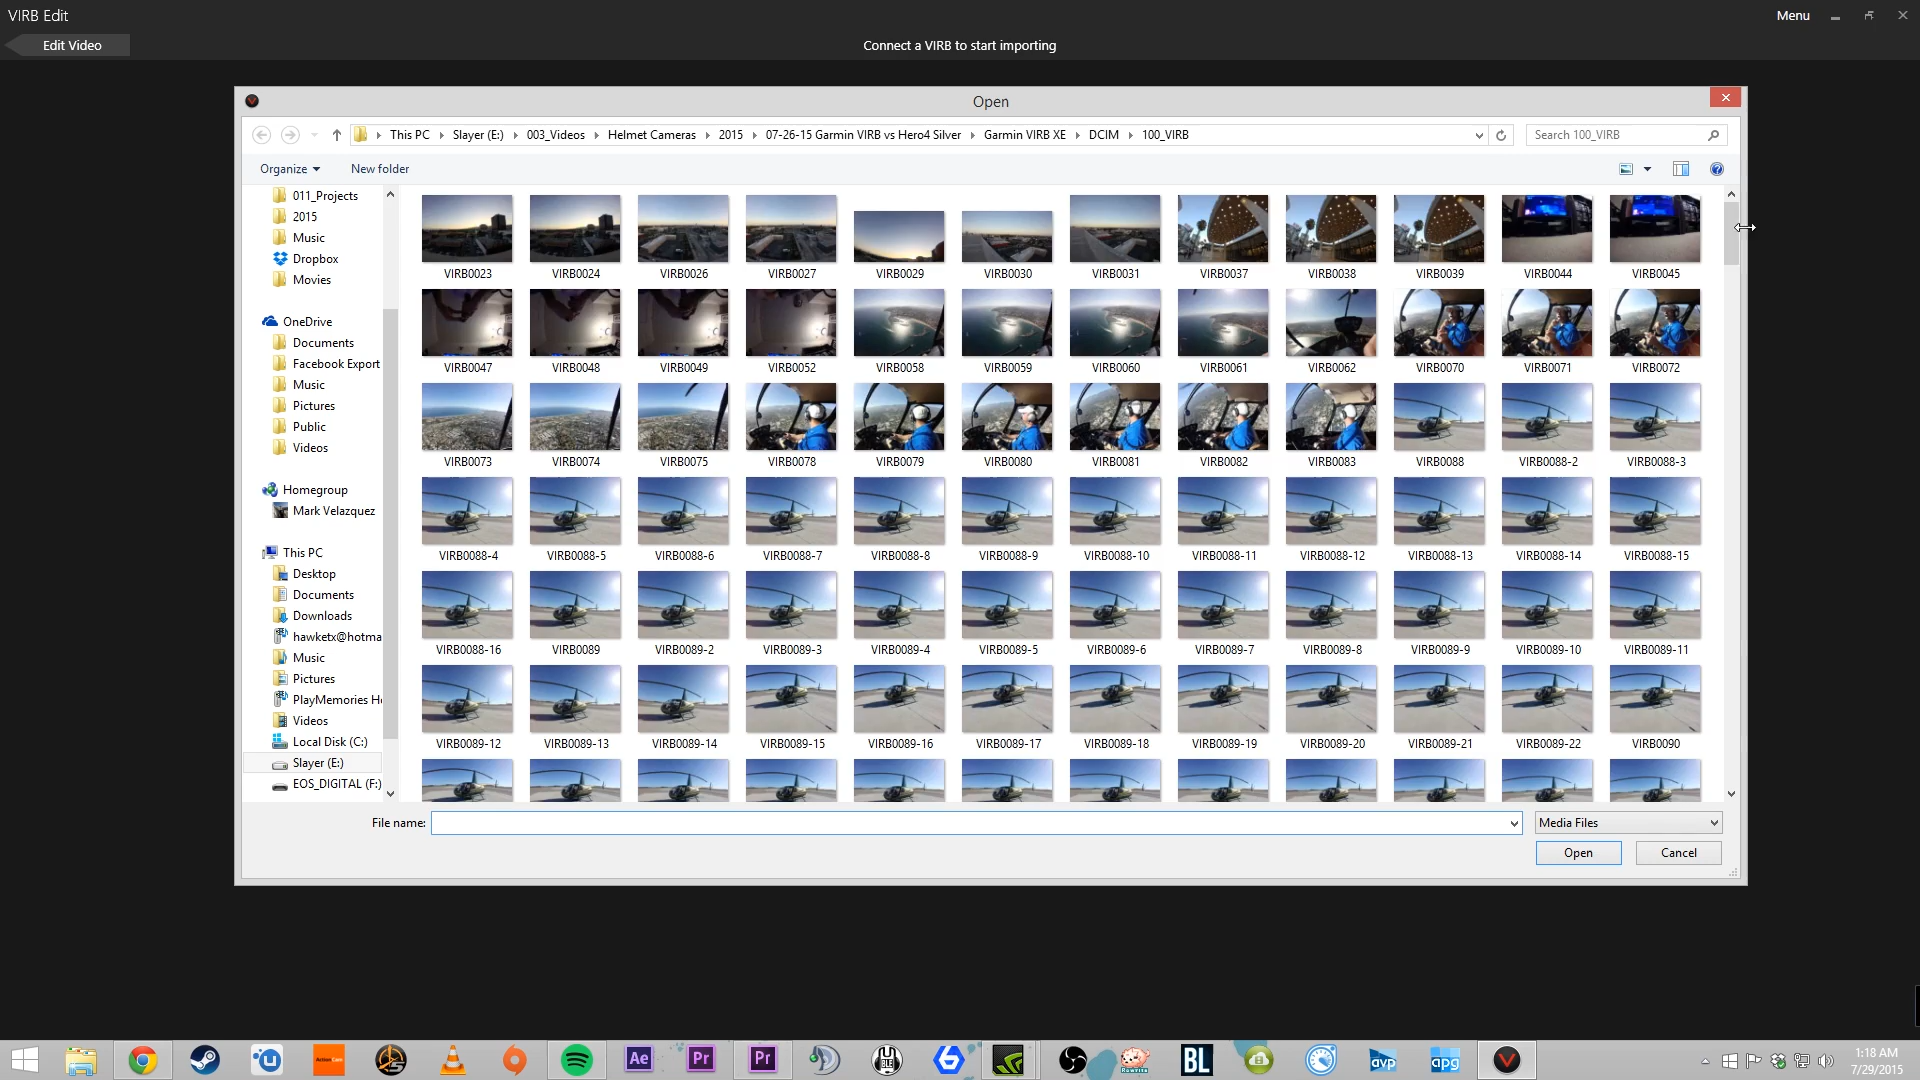 VIRB Edit
Menu
Edit Video
Connect a VIRB to start importing
Open
This PC Slayer (E:) 003_Videos Helmet Cameras 2015 07-26-15 Garmin VIRB vs Hero4 Silver Garmin VIRB XE DCIM 100_VIRB
Search 100_VIRB
Organize New folder
011_Projects
2015
Music
Dropbox
Movies
OneDrive
Documents
Facebook Export
Music
Pictures
Public
Videos
Homegroup
Mark Velazquez
This PC
Desktop
Documents
Downloads
hawketx@hotma
Music
Pictures
PlayMemories H
Videos
Local Disk (C:)
Slayer (E:)
EOS_DIGITAL (F:)
VIRB0023 VIRB0024 VIRB0026 VIRB0027 VIRB0029 VIRB0030 VIRB0031 VIRB0037 VIRB0038 VIRB0039 VIRB0044 VIRB0045
VIRB0047 VIRB0048 VIRB0049 VIRB0052 VIRB0058 VIRB0059 VIRB0060 VIRB0061 VIRB0062 VIRB0070 VIRB0071 VIRB0072
VIRB0073 VIRB0074 VIRB0075 VIRB0078 VIRB0079 VIRB0080 VIRB0081 VIRB0082 VIRB0083 VIRB0088 VIRB0088-2 VIRB0088-3
VIRB0088-4 VIRB0088-5 VIRB0088-6 VIRB0088-7 VIRB0088-8 VIRB0088-9 VIRB0088-10 VIRB0088-11 VIRB0088-12 VIRB0088-13 VIRB0088-14 VIRB0088-15
VIRB0088-16 VIRB0089 VIRB0089-2 VIRB0089-3 VIRB0089-4 VIRB0089-5 VIRB0089-6 VIRB0089-7 VIRB0089-8 VIRB0089-9 VIRB0089-10 VIRB0089-11
VIRB0089-12 VIRB0089-13 VIRB0089-14 VIRB0089-15 VIRB0089-16 VIRB0089-17 VIRB0089-18 VIRB0089-19 VIRB0089-20 VIRB0089-21 VIRB0089-22 VIRB0090
File name:
Media Files
Open
Cancel
Ae Pr Pr BL avp apg
1:18 AM
7/29/2015